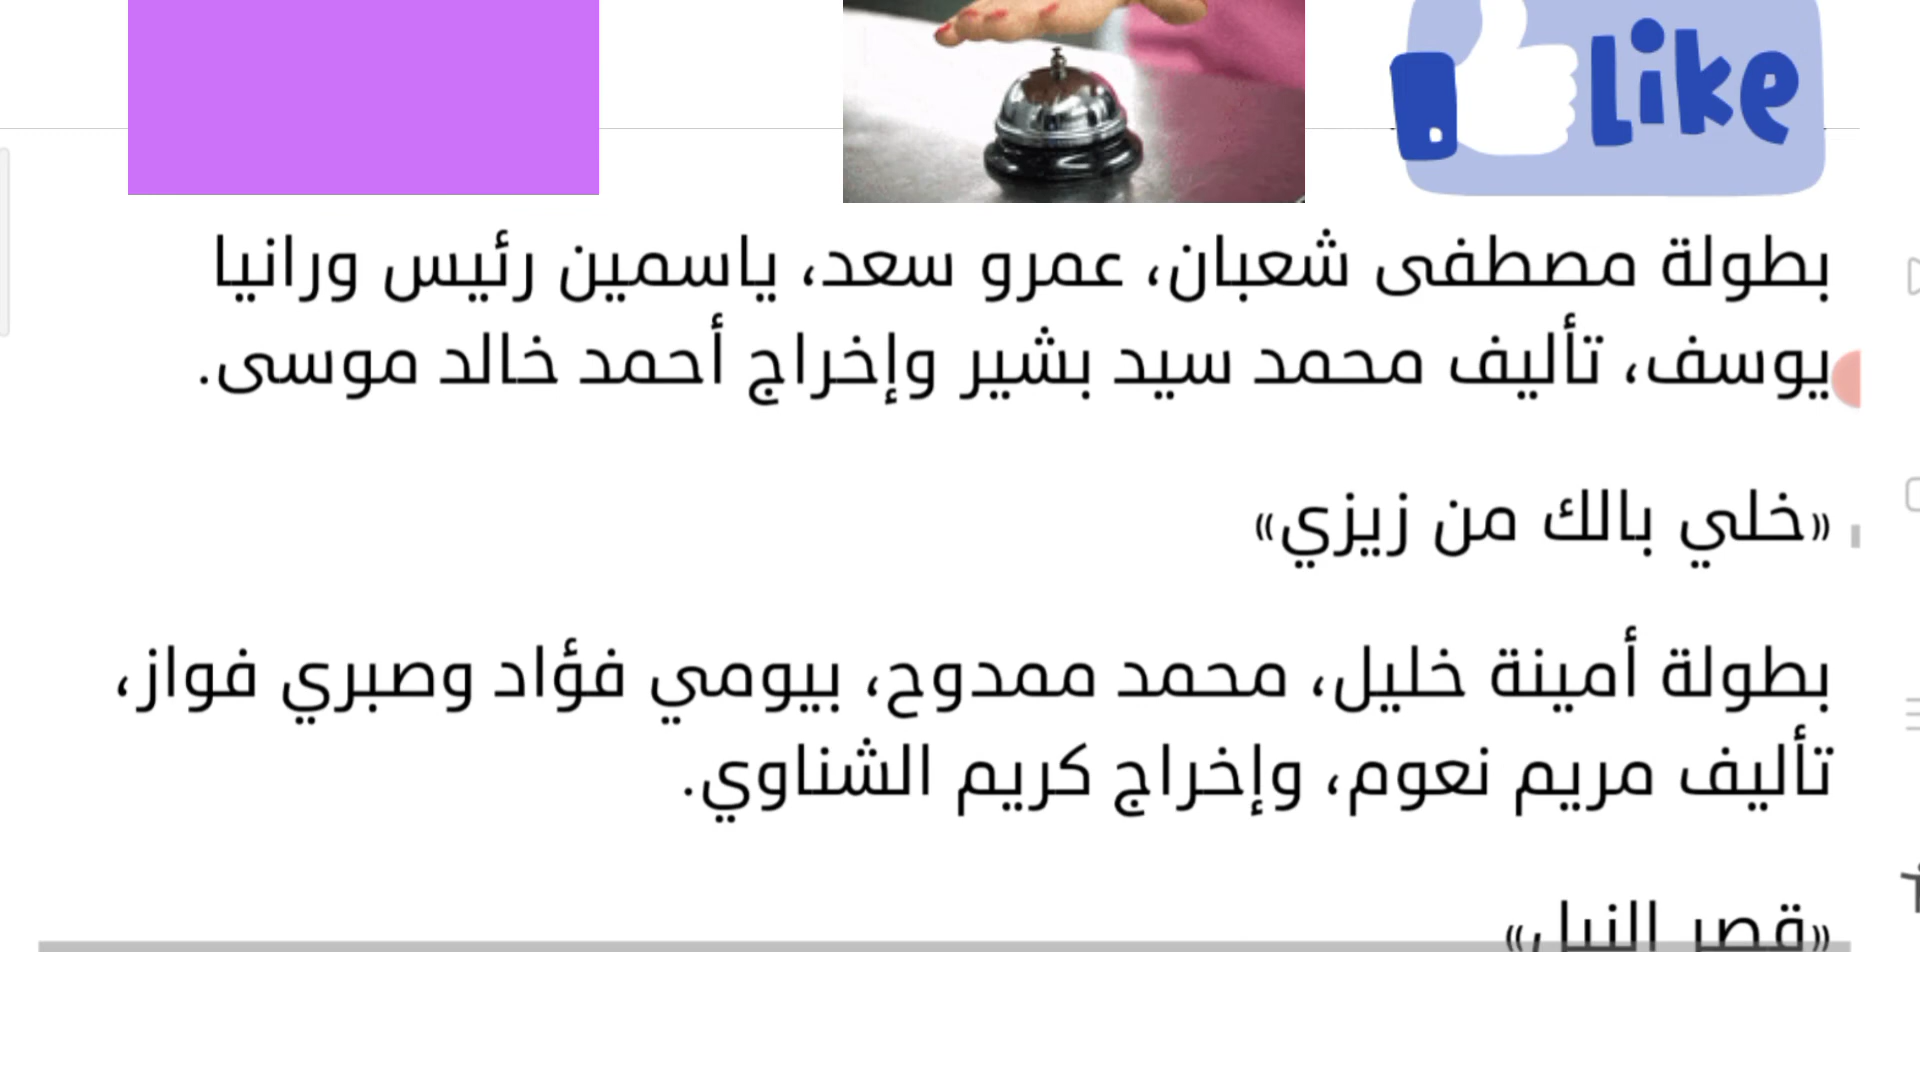 Like
بطولة مصطفى شعبان، عمرو سعد، ياسمين رئيس ورانيا
يوسف، تأليف محمد سيد بشير وإخراج أحمد خالد موسى.
«خلي بالك من زيزي»
بطولة أمينة خليل، محمد ممدوح، بيومي فؤاد وصبري فواز،
تأليف مريم نعوم، وإخراج كريم الشناوي.
«قصر النيل»